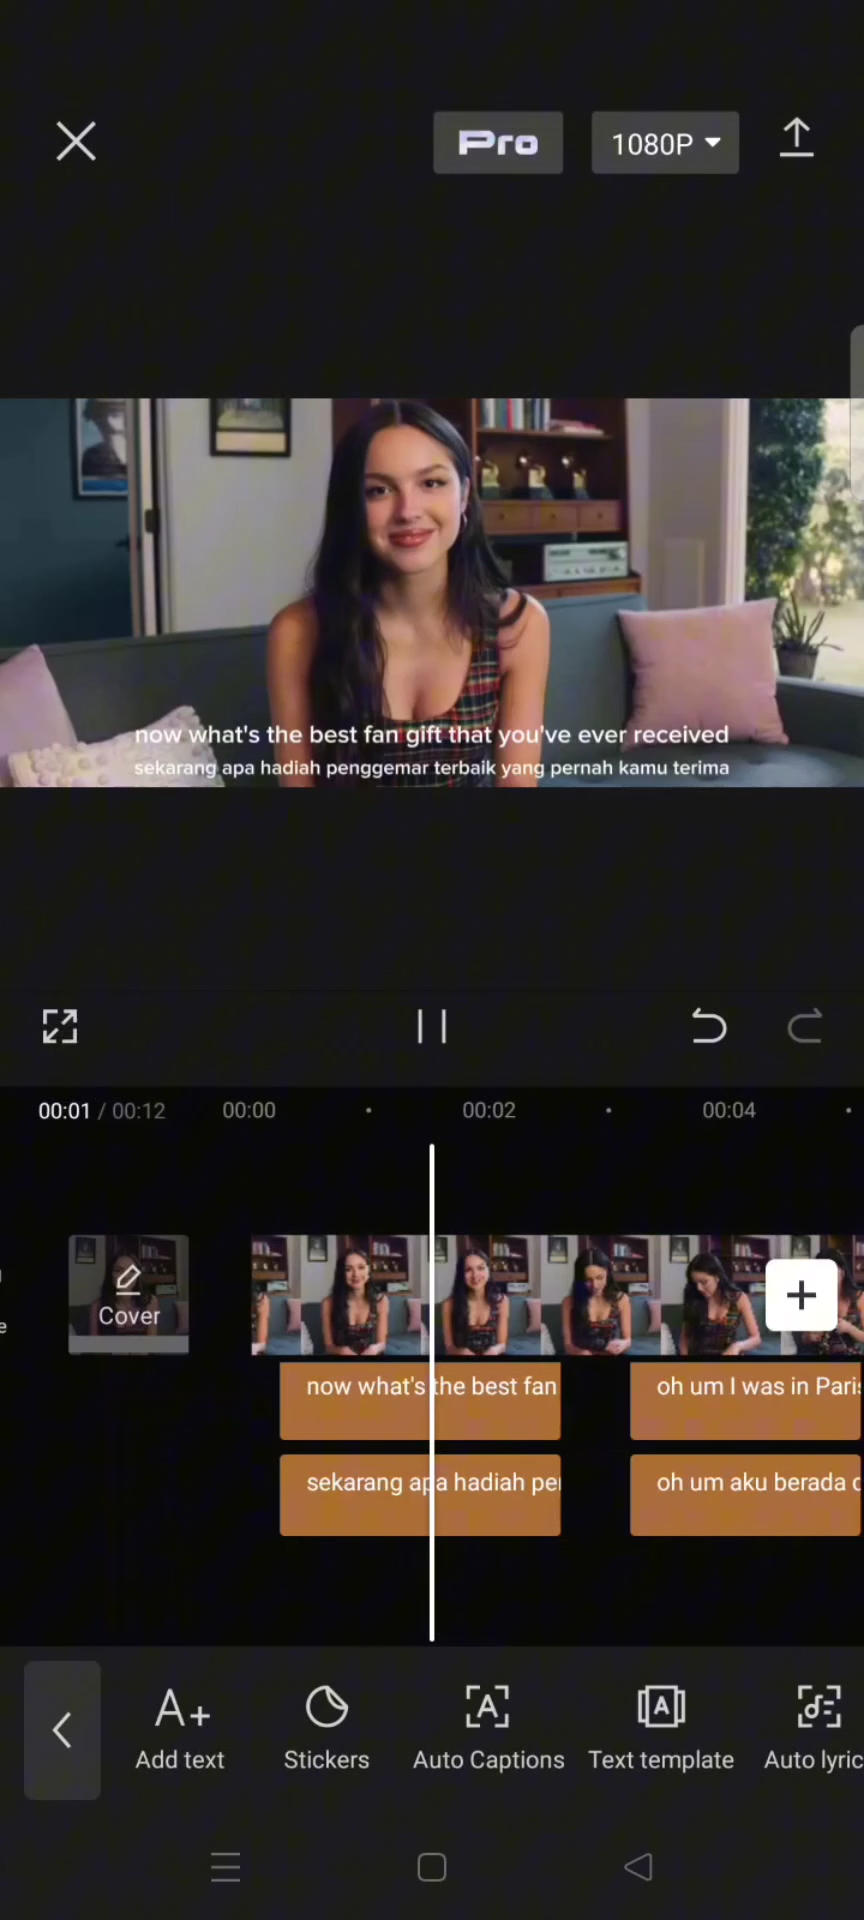 Pro
1080P
now what's the best fan gift that you've ever received
sekarang apa hadiah penggemar terbaik yang pernah kamu terima
00:01 / 00:12
00:00
00:02
00:04
Cover
e
now what's the best fan
oh um I was in Paris
sekarang apa hadiah pe
oh um aku berada
A+
Add text
Stickers
A
Auto Captions
A
Text template
Auto lyric